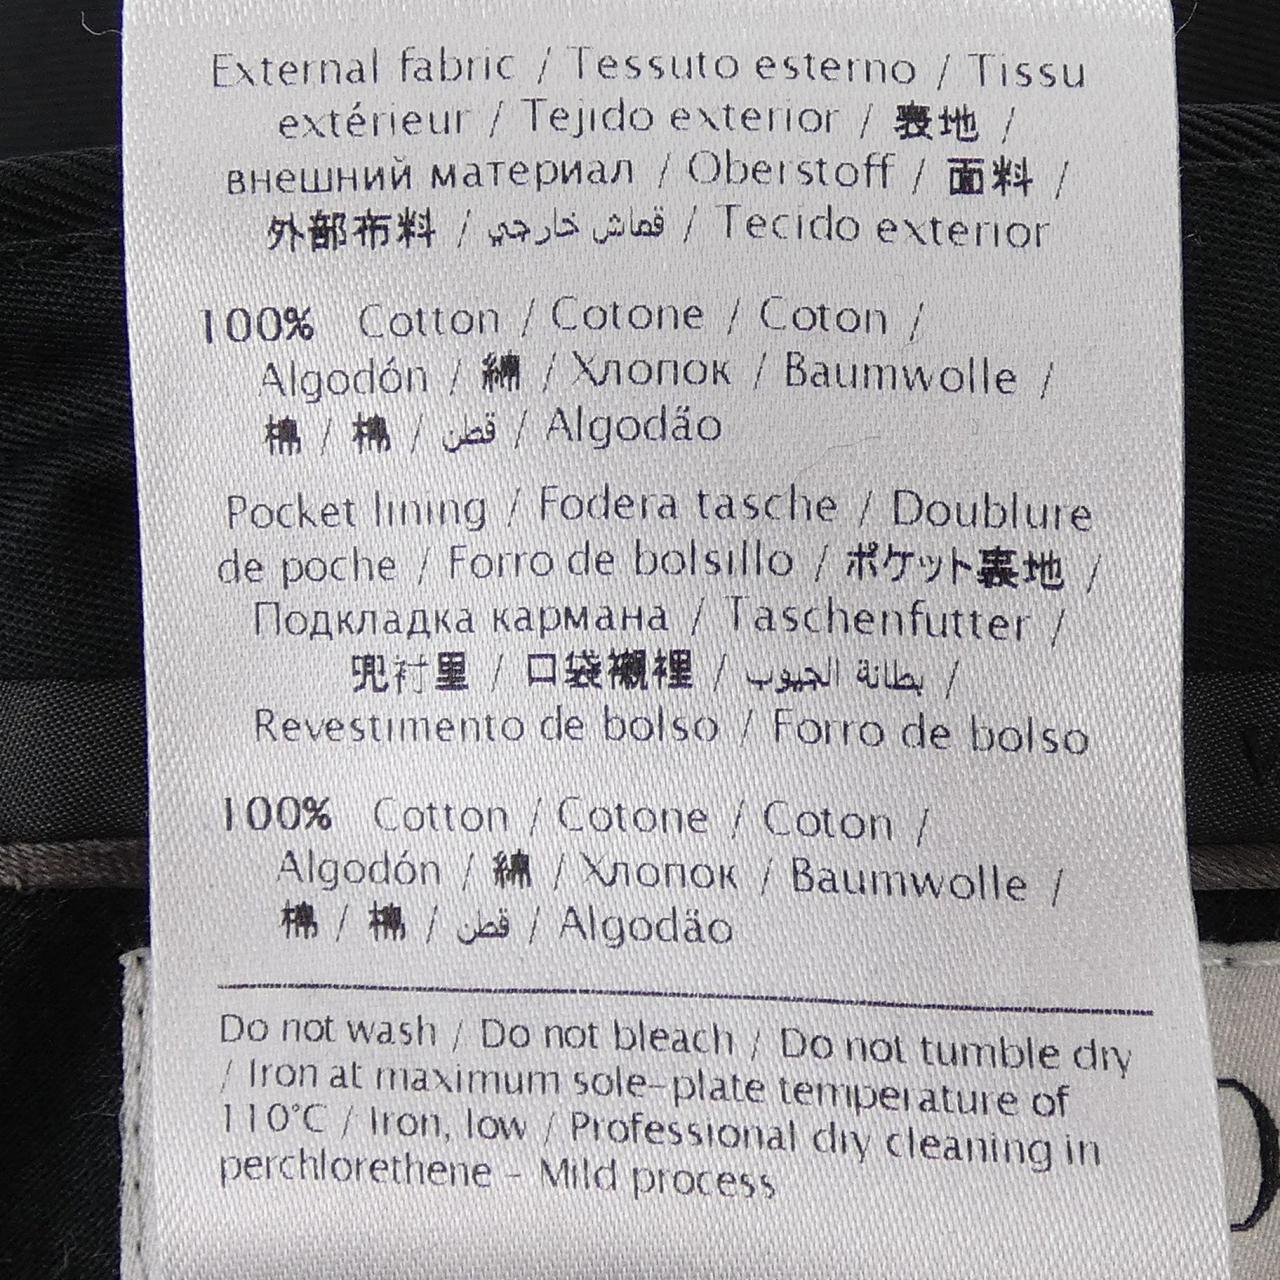 External fabric / Tessuto esterno / Tissu
extérieur / Tejido exterior / 表地 /
внешний материал / Oberstoff / 面料 /
外部布料 / قماش خارجي / Tecido exterior
100% Cotton / Cotone / Coton /
Algodón / 綿 / Хлопок / Baumwolle /
棉 / 棉 / قطن / Algodão
Pocket lining / Fodera tasche / Doublure
de poche / Forro de bolsillo / ポケット裏地 /
Подкладка кармана / Taschenfutter /
兜衬里 / 口袋襯裡 / بطانة الجيوب /
Revestimento de bolso / Forro de bolso
100% Cotton / Cotone / Coton /
Algodón / 綿 / Хлопок / Baumwolle /
棉 / 棉 / قطن / Algodão
Do not wash / Do not bleach / Do not tumble dry
/ Iron at maximum sole-plate temperature of
110°C / Iron, low / Professional dry cleaning in
perchlorethene - Mild process